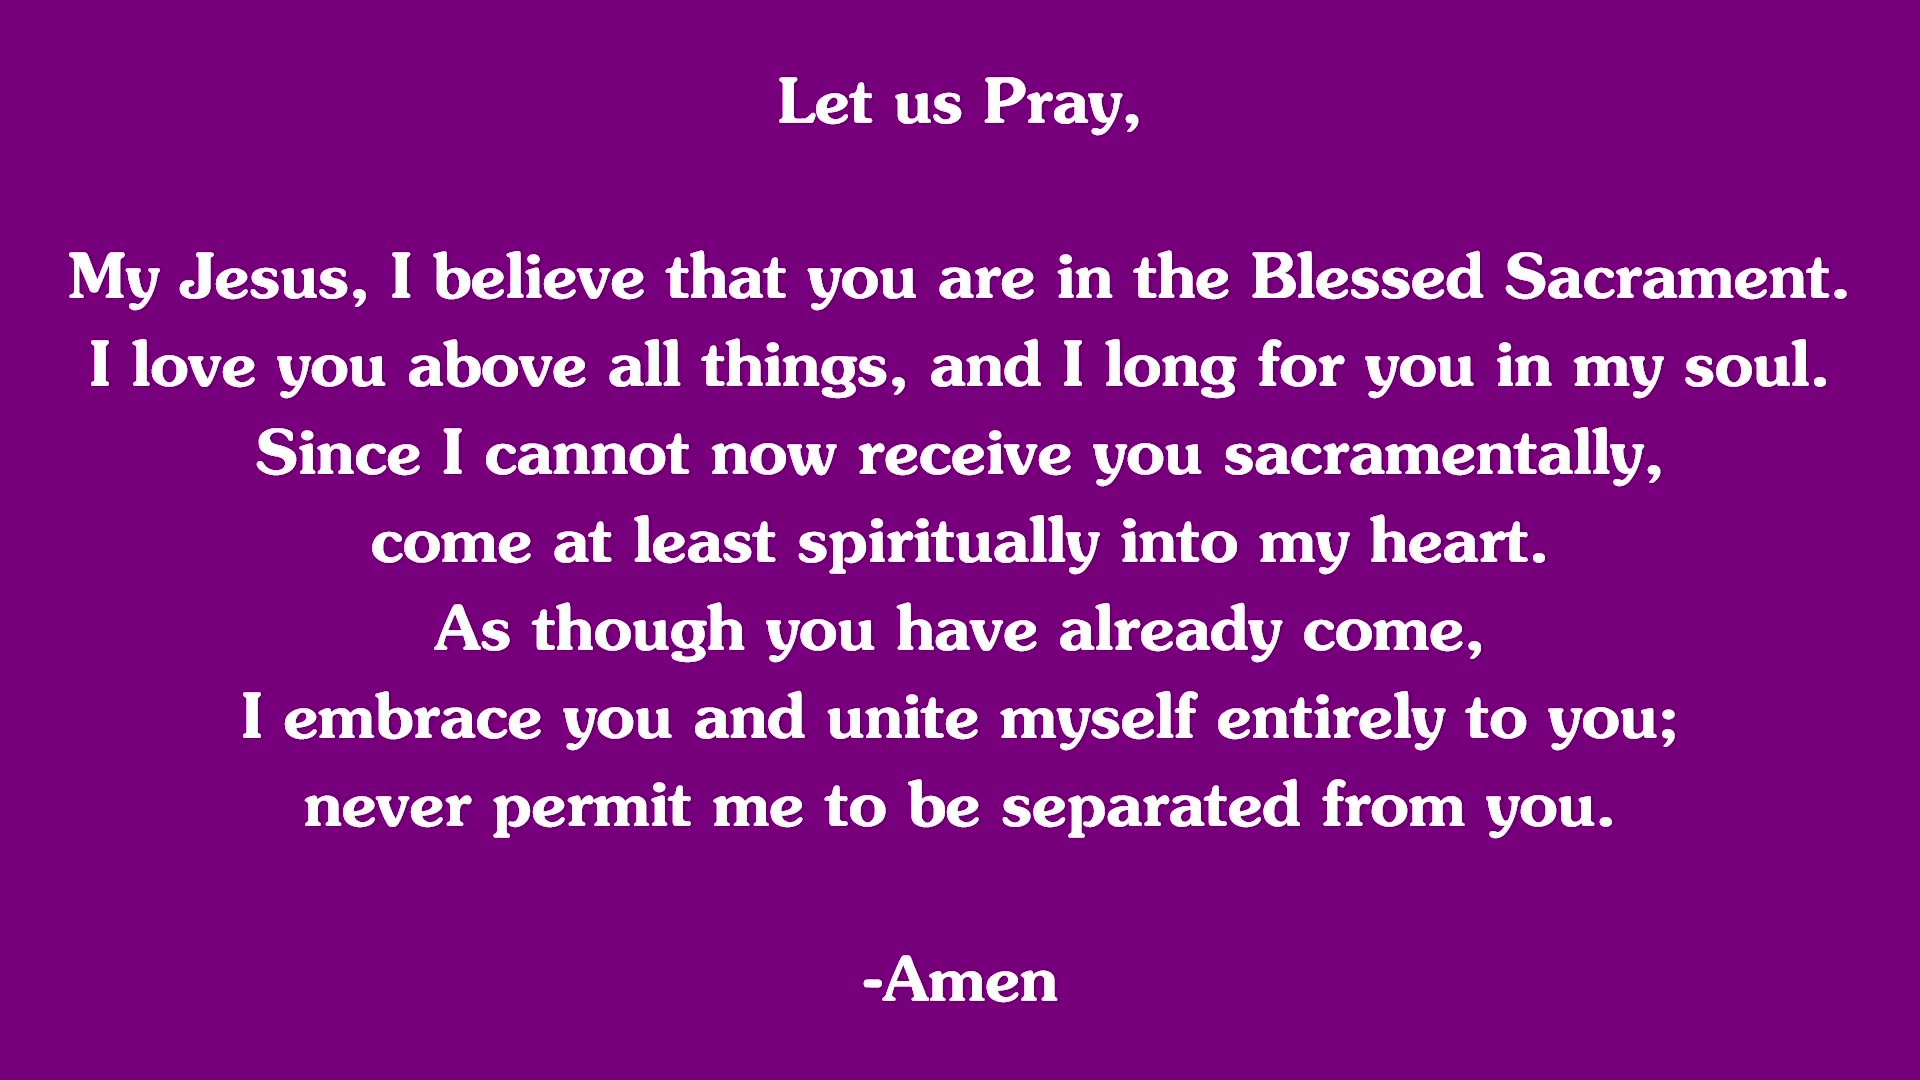 Let us Pray,
My Jesus, I believe that you are in the Blessed Sacrament.
I love you above all things, and I long for you in my soul.
Since I cannot now receive you sacramentally,
come at least spiritually into my heart.
As though you have already come,
I embrace you and unite myself entirely to you;
never permit me to be separated from you.
-Amen